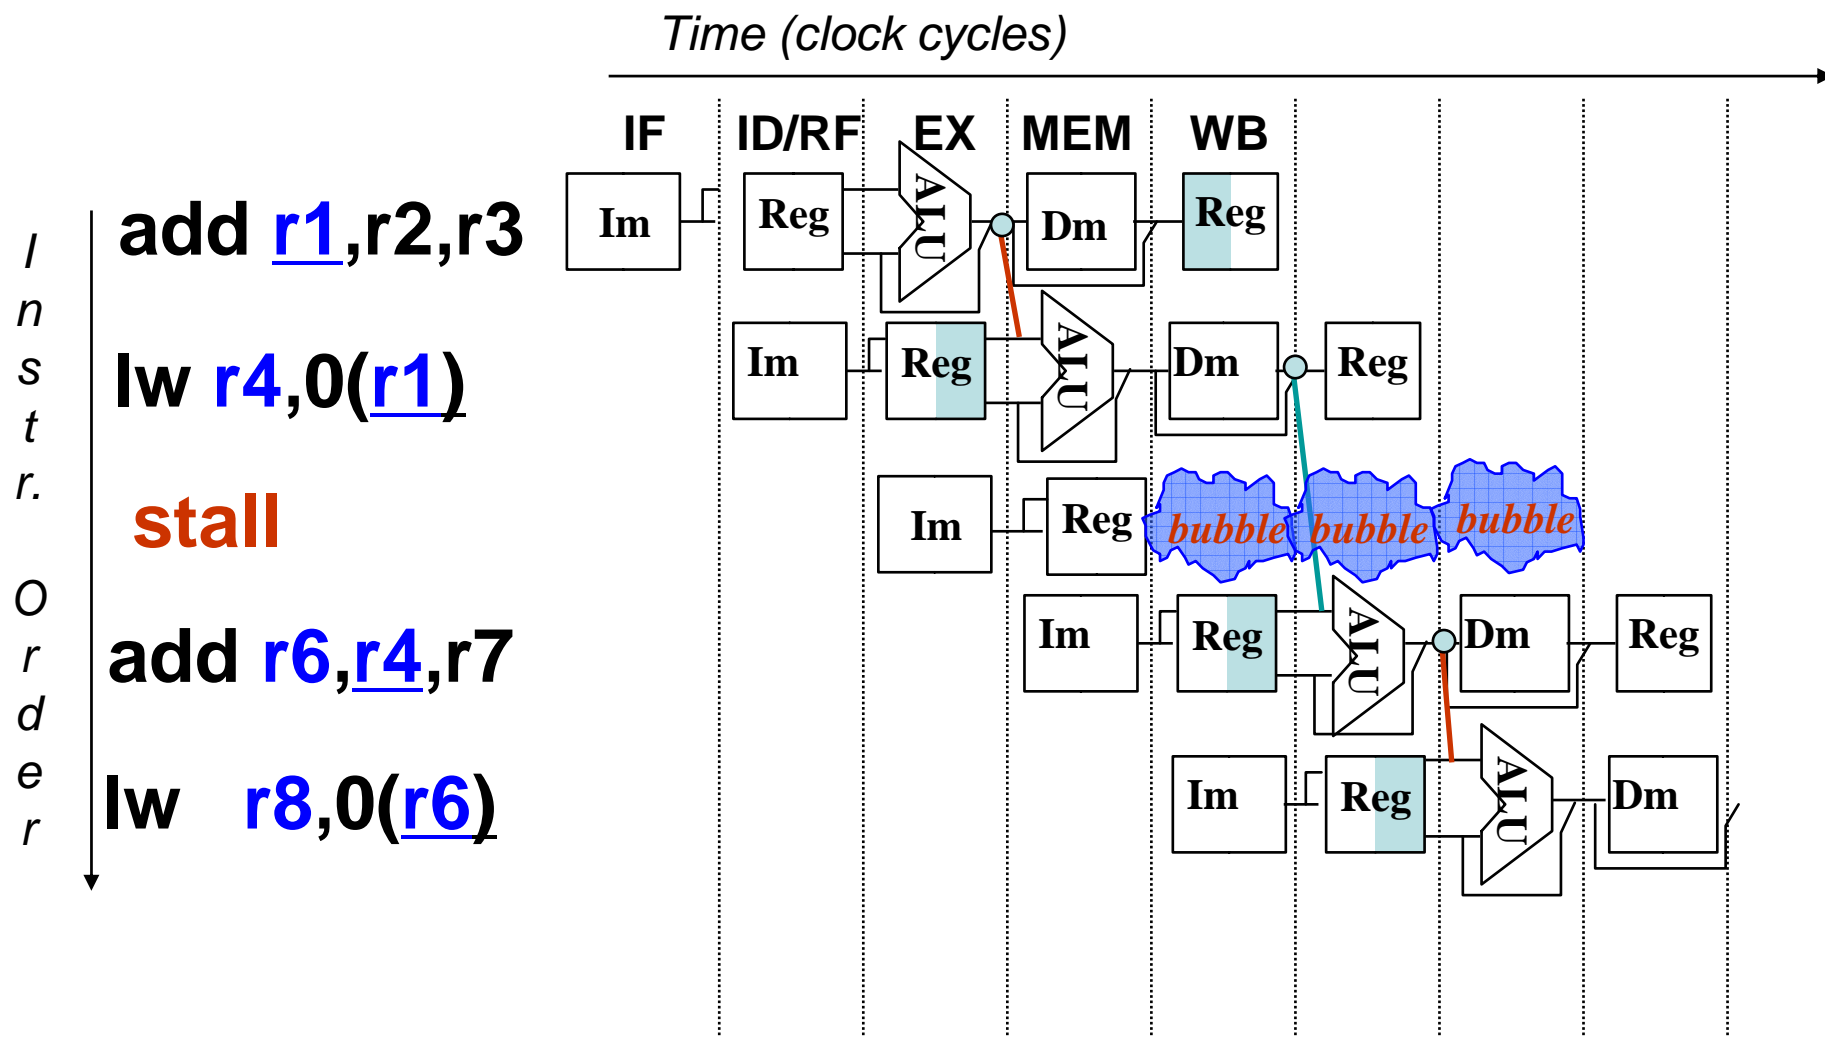 Time (clock cycles)
IF ID/RF EX MEM WB
Instr. Order
add r1,r2,r3
Im Reg ALU Dm Reg
lw r4,0(r1)
Im Reg ALU Dm Reg
stall
Im Reg bubble bubble bubble
add r6,r4,r7
Im Reg ALU Dm Reg
lw r8,0(r6)
Im Reg ALU Dm